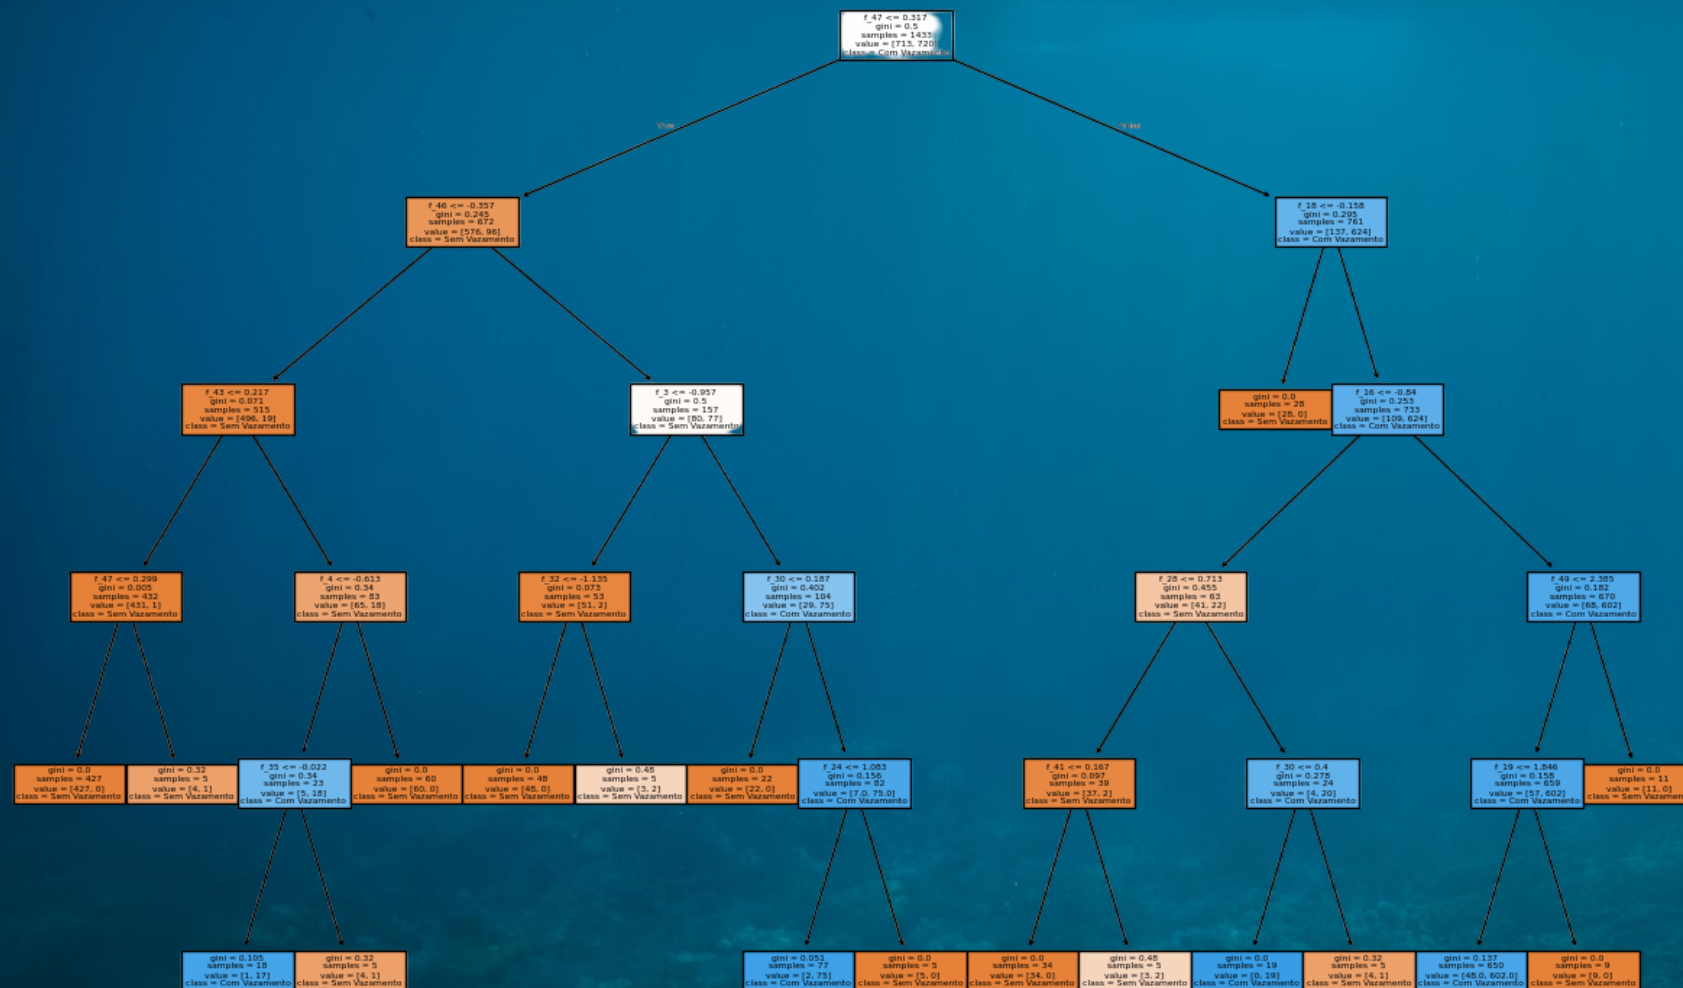 f_47 <= 0.317
gini = 0.5
samples = 1433
value = [713, 720]
class = Com Vazamento
f_46 <= -0.357
gini = 0.245
samples = 672
value = [576, 96]
class = Sem Vazamento
f_18 <= -0.158
gini = 0.295
samples = 761
value = [137, 624]
class = Com Vazamento
f_43 <= 0.217
gini = 0.071
samples = 515
value = [496, 19]
class = Sem Vazamento
f_3 <= -0.957
gini = 0.5
samples = 157
value = [80, 77]
class = Sem Vazamento
gini = 0.0
samples = 28
value = [28, 0]
class = Sem Vazamento
f_16 <= -0.84
gini = 0.253
samples = 733
value = [109, 624]
class = Com Vazamento
f_47 <= 0.299
gini = 0.005
samples = 432
value = [431, 1]
class = Sem Vazamento
f_4 <= -0.613
gini = 0.34
samples = 83
value = [65, 18]
class = Sem Vazamento
f_32 <= -1.135
gini = 0.073
samples = 53
value = [51, 2]
class = Sem Vazamento
f_30 <= 0.187
gini = 0.402
samples = 104
value = [29, 75]
class = Com Vazamento
f_28 <= 0.713
gini = 0.455
samples = 63
value = [41, 22]
class = Sem Vazamento
f_49 <= 2.385
gini = 0.182
samples = 670
value = [68, 602]
class = Com Vazamento
gini = 0.0
samples = 427
value = [427, 0]
class = Sem Vazamento
gini = 0.32
samples = 5
value = [4, 1]
class = Sem Vazamento
f_35 <= -0.022
gini = 0.34
samples = 23
value = [5, 18]
class = Com Vazamento
gini = 0.0
samples = 60
value = [60, 0]
class = Sem Vazamento
gini = 0.0
samples = 48
value = [48, 0]
class = Sem Vazamento
gini = 0.48
samples = 5
value = [3, 2]
class = Sem Vazamento
gini = 0.0
samples = 22
value = [22, 0]
class = Sem Vazamento
f_24 <= 1.083
gini = 0.156
samples = 82
value = [7.0, 75.0]
class = Com Vazamento
f_41 <= 0.167
gini = 0.097
samples = 39
value = [37, 2]
class = Sem Vazamento
f_30 <= 0.4
gini = 0.278
samples = 24
value = [4, 20]
class = Com Vazamento
f_19 <= 1.846
gini = 0.158
samples = 659
value = [57, 602]
class = Com Vazamento
gini = 0.0
samples = 11
value = [11, 0]
class = Sem Vazamento
gini = 0.105
samples = 18
value = [1, 17]
class = Com Vazamento
gini = 0.32
samples = 5
value = [4, 1]
class = Sem Vazamento
gini = 0.051
samples = 77
value = [2, 75]
class = Com Vazamento
gini = 0.0
samples = 5
value = [5, 0]
class = Sem Vazamento
gini = 0.0
samples = 34
value = [34, 0]
class = Sem Vazamento
gini = 0.48
samples = 5
value = [3, 2]
class = Sem Vazamento
gini = 0.0
samples = 19
value = [0, 19]
class = Com Vazamento
gini = 0.32
samples = 5
value = [4, 1]
class = Sem Vazamento
gini = 0.137
samples = 650
value = [48.0, 602.0]
class = Com Vazamento
gini = 0.0
samples = 9
value = [9, 0]
class = Sem Vazamento